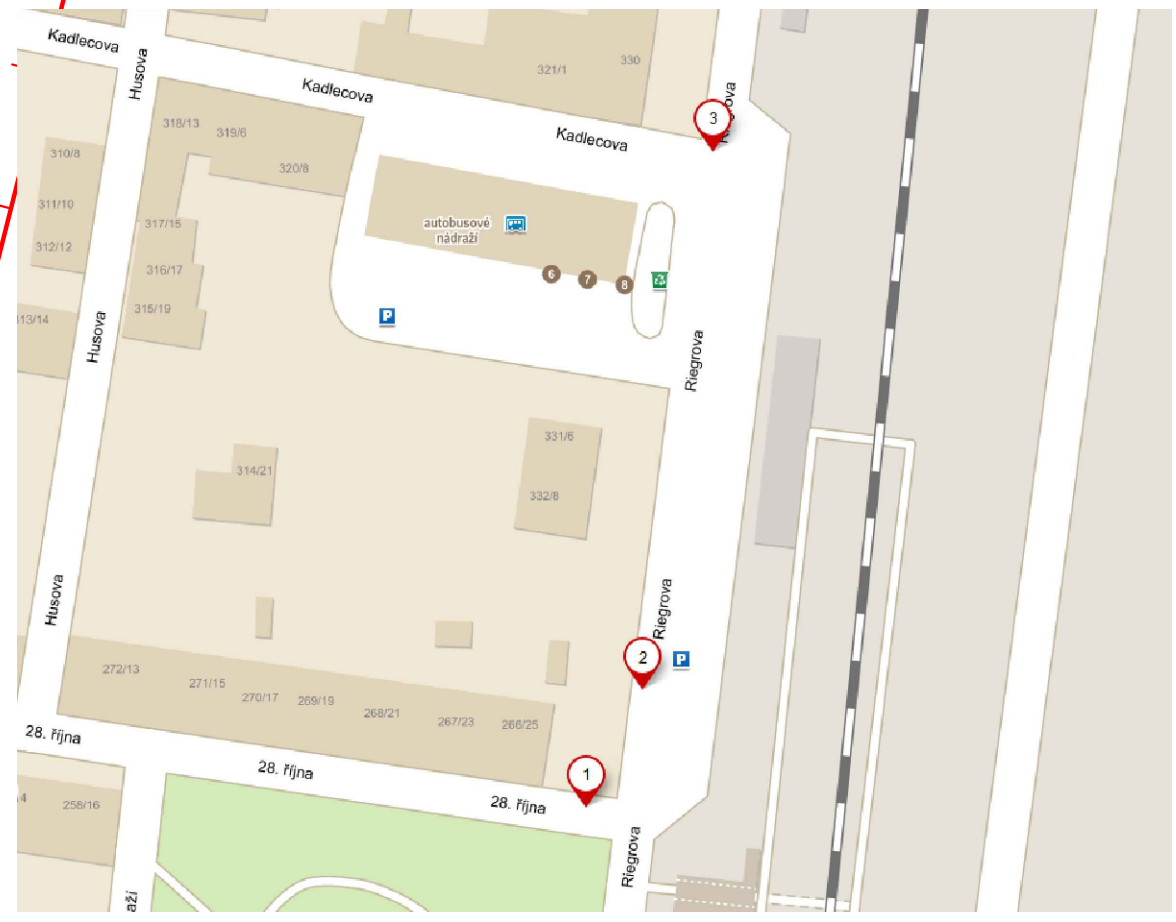 Kadlecova
Husova
Kadlecova
321/1
330
Kadlecova
3
318/13
319/6
320/8
310/8
311/10
312/12
317/15
316/17
315/19
autobusové
nádraží
6
7
8
P
Husova
Riegrova
331/6
332/8
314/21
Husova
Riegrova
2
P
272/13
271/15
270/17
269/19
268/21
267/23
266/25
28. října
28. října
28. října
1
258/16
Riegrova